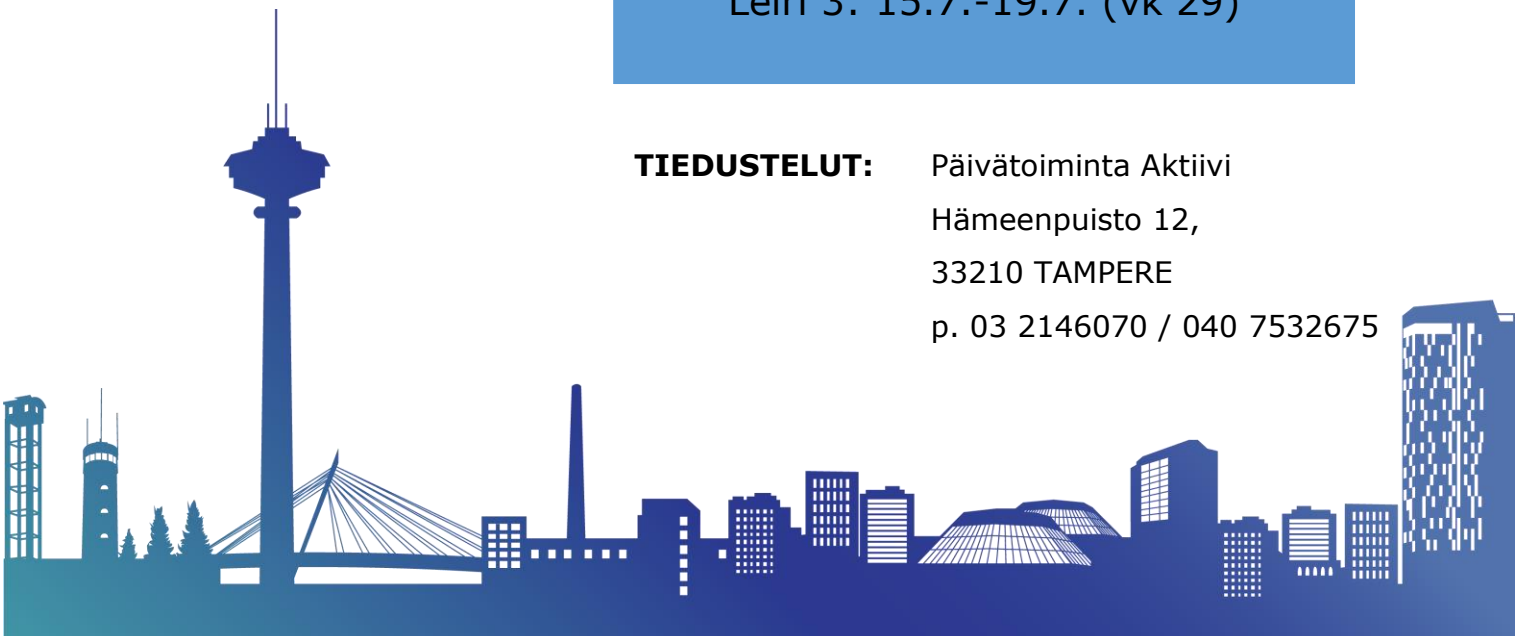 Leiri 3: 15.7.-19.7. (vk 29)
TIEDUSTELUT: Päivätoiminta Aktiivi
Hämeenpuisto 12,
33210 TAMPERE
p. 03 2146070 / 040 7532675